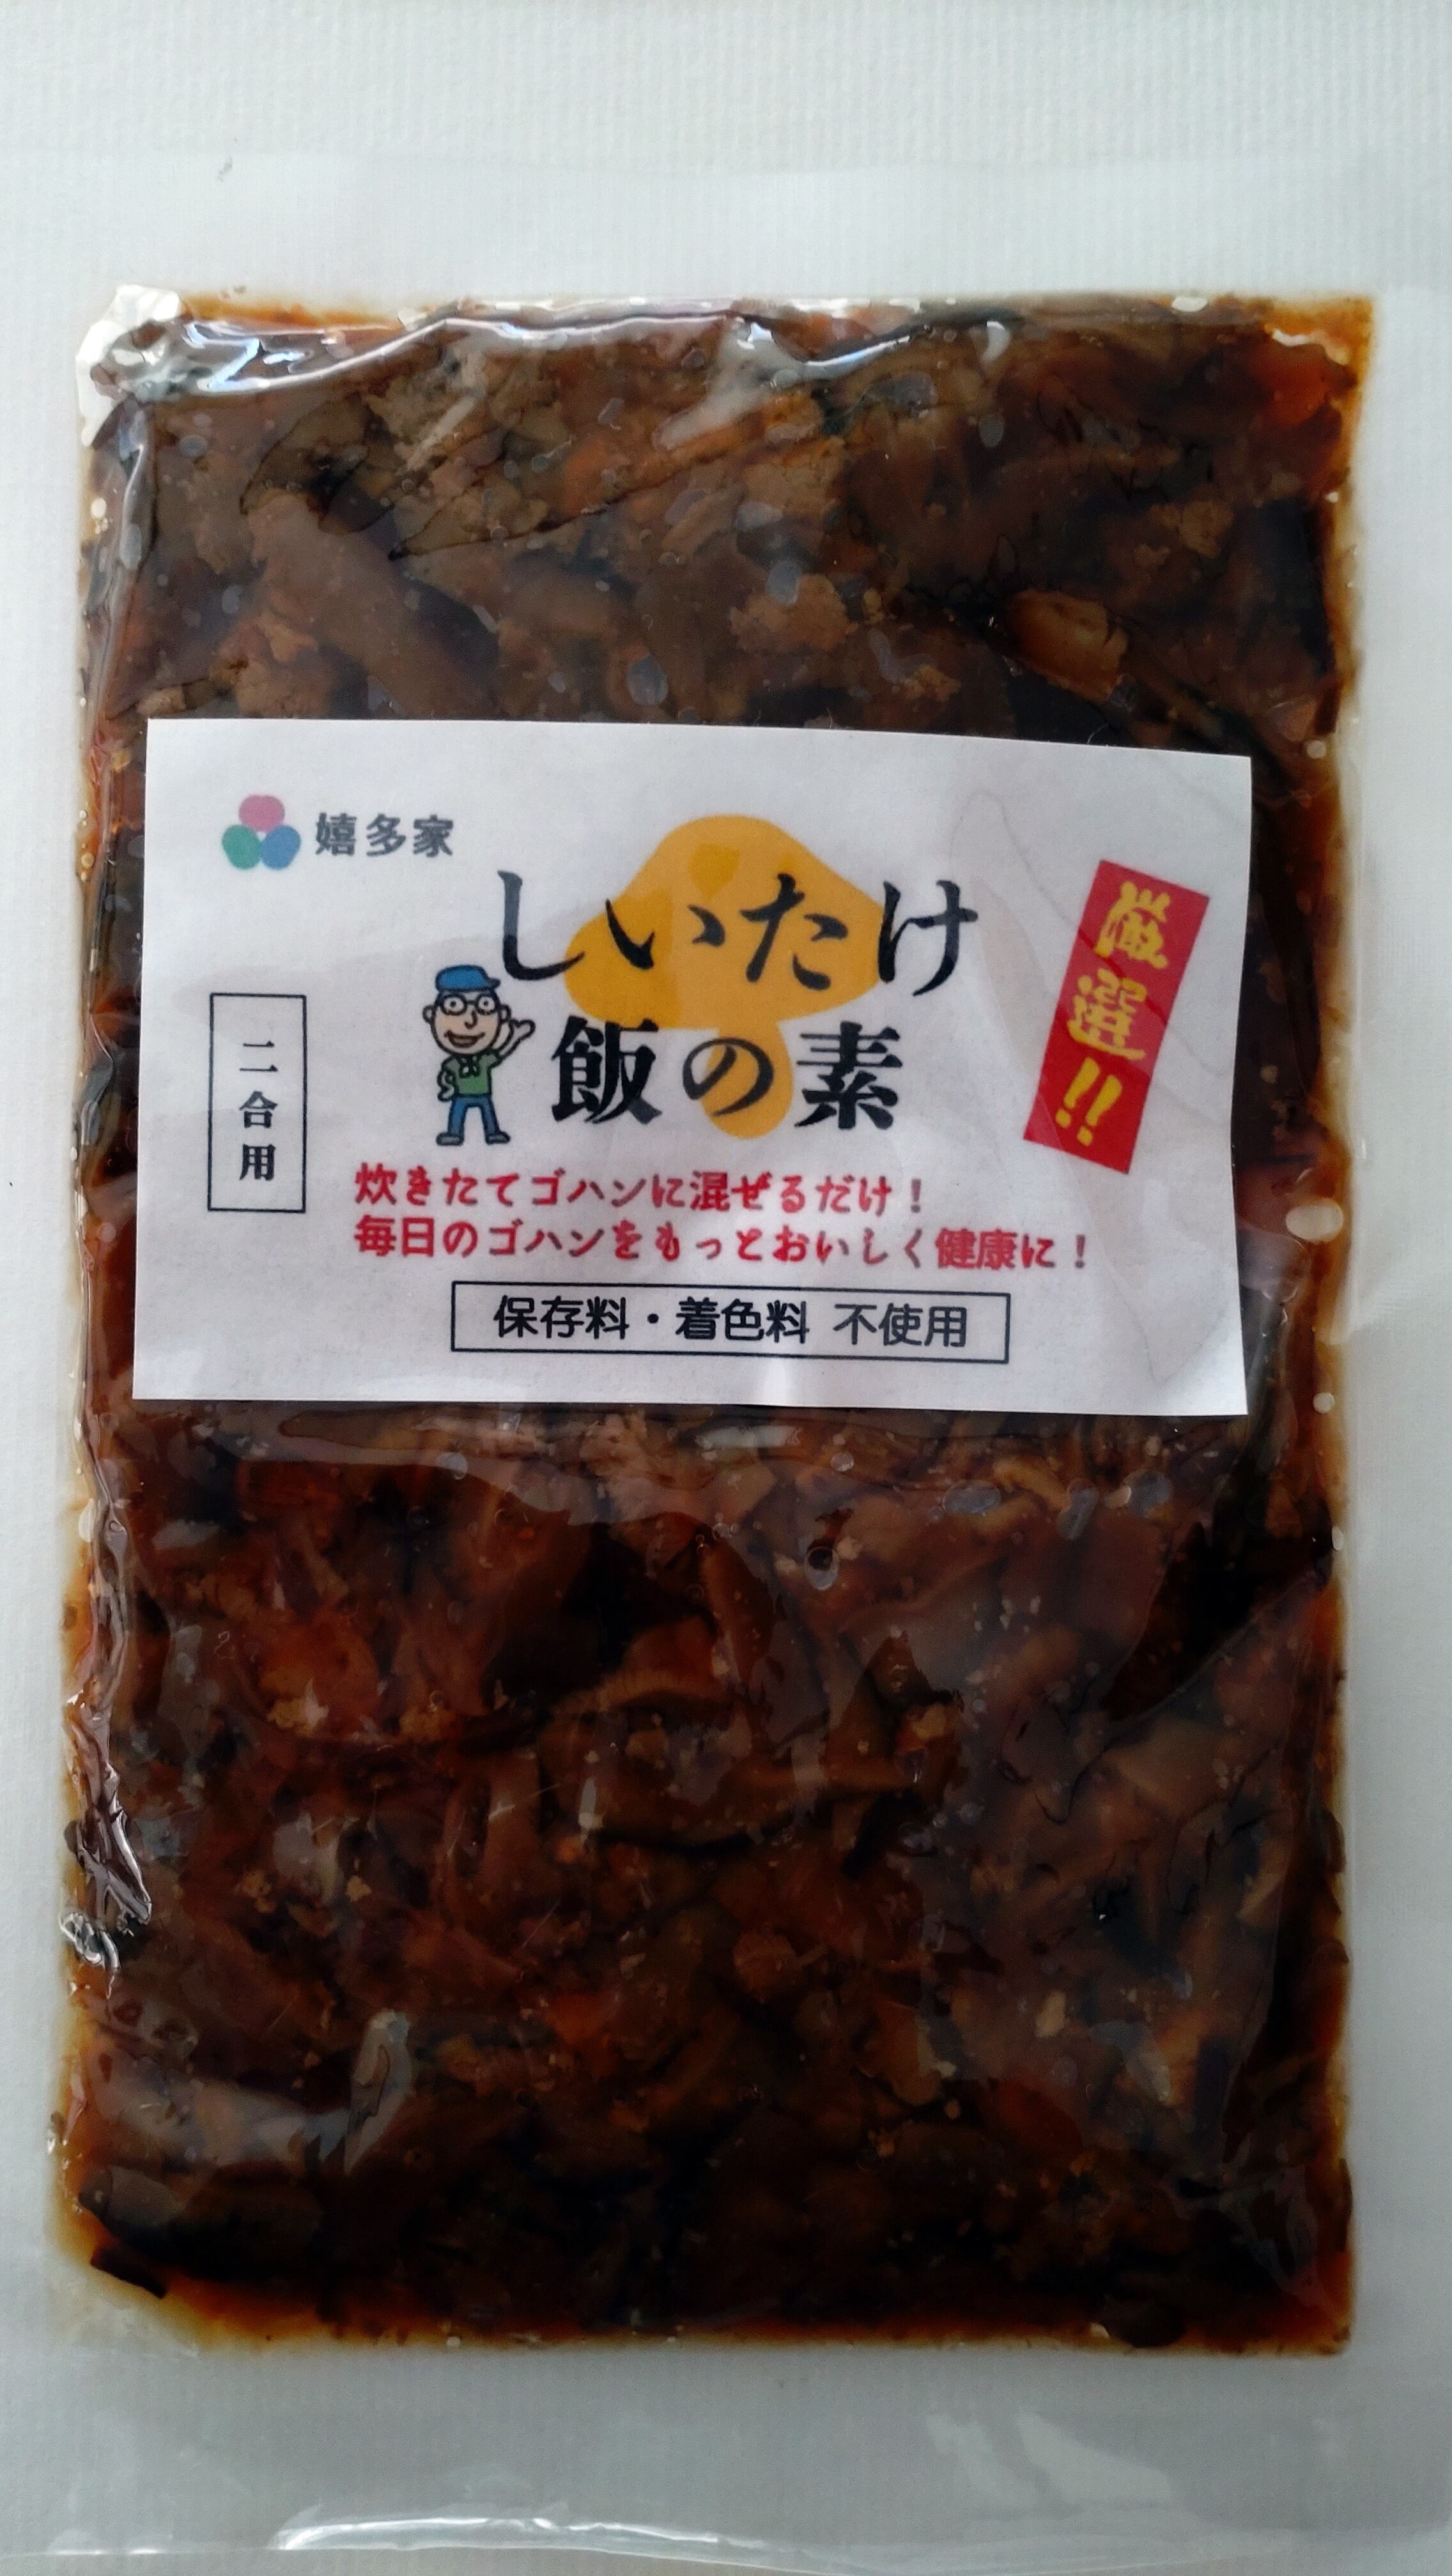 嬉多家
しいたけ
飯の素
厳選!!
二合用
炊きたてゴハンに混ぜるだけ！
毎日のゴハンをもっとおいしく健康に！
保存料・着色料 不使用